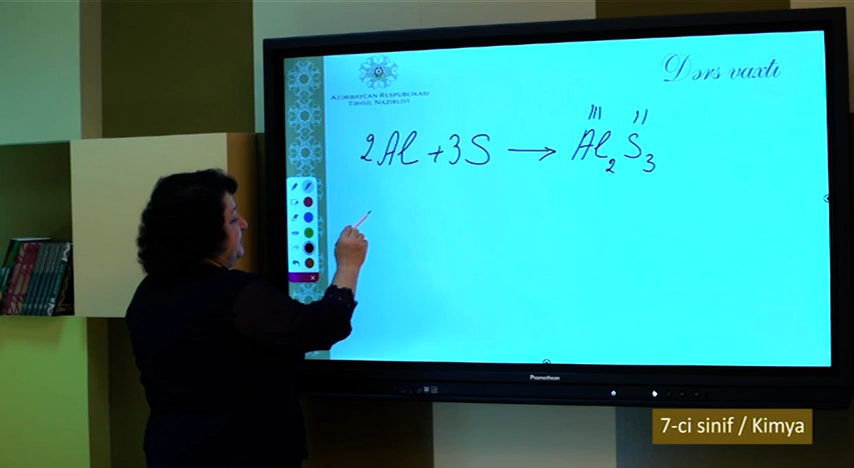 Dərs vaxtı
AZƏRBAYCAN RESPUBLİKASI
TƏHSİL NAZİRLİYİ
III II
2Al + 3S → Al₂S₃
Promethean
7-ci sinif / Kimya